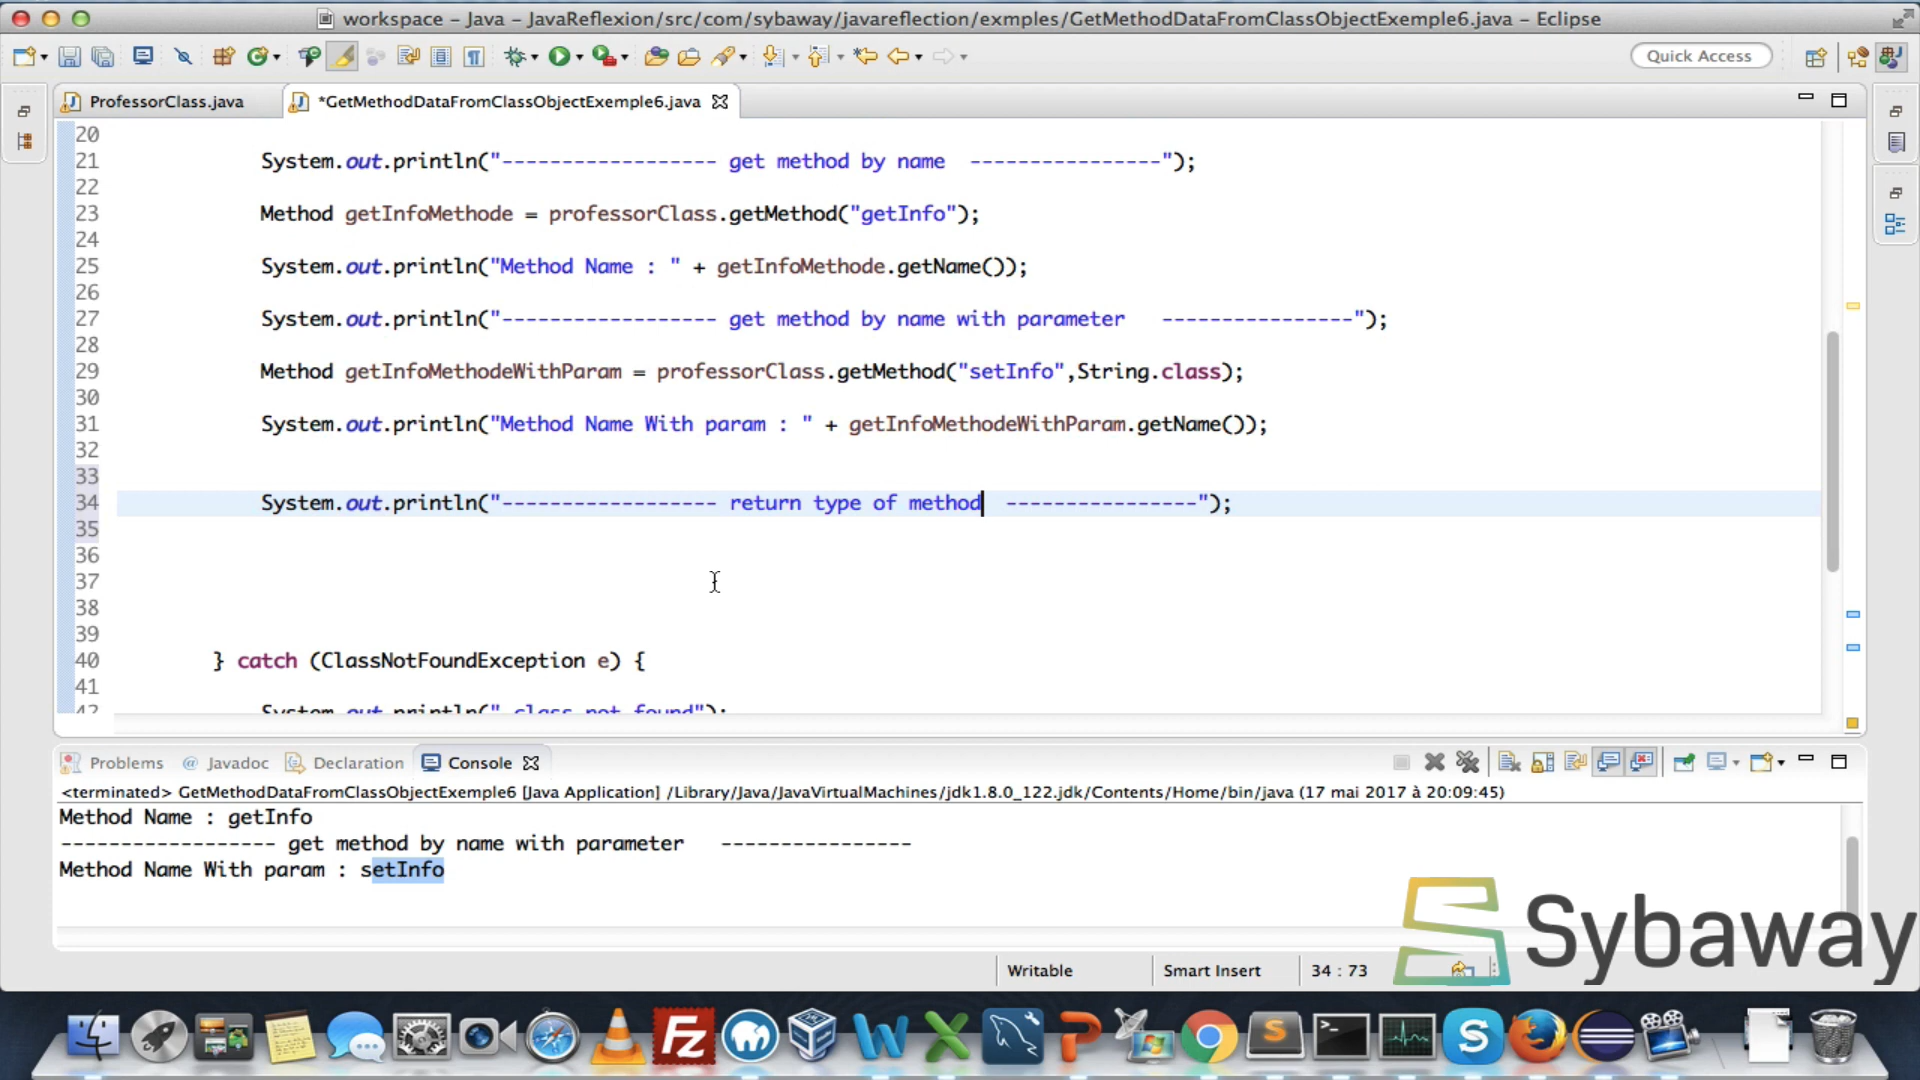 workspace – Java – JavaReflexion/src/com/sybaway/javareflection/exmples/GetMethodDataFromClassObjectExemple6.java – Eclipse
Quick Access
ProfessorClass.java
*GetMethodDataFromClassObjectExemple6.java
20
21 System.out.println("------------------ get method by name  ----------------");
22
23 Method getInfoMethode = professorClass.getMethod("getInfo");
24
25 System.out.println("Method Name : " + getInfoMethode.getName());
26
27 System.out.println("------------------ get method by name with parameter   ----------------");
28
29 Method getInfoMethodeWithParam = professorClass.getMethod("setInfo",String.class);
30
31 System.out.println("Method Name With param : " + getInfoMethodeWithParam.getName());
32
33
34 System.out.println("------------------ return type of method  ----------------");
35
36
37
38
39
40 } catch (ClassNotFoundException e) {
41
42 System.out.println(" class not found");
Problems @ Javadoc Declaration Console
<terminated> GetMethodDataFromClassObjectExemple6 [Java Application] /Library/Java/JavaVirtualMachines/jdk1.8.0_122.jdk/Contents/Home/bin/java (17 mai 2017 à 20:09:45)
Method Name : getInfo
------------------ get method by name with parameter   ----------------
Method Name With param : setInfo
Sybaway
Writable Smart Insert 34 : 73